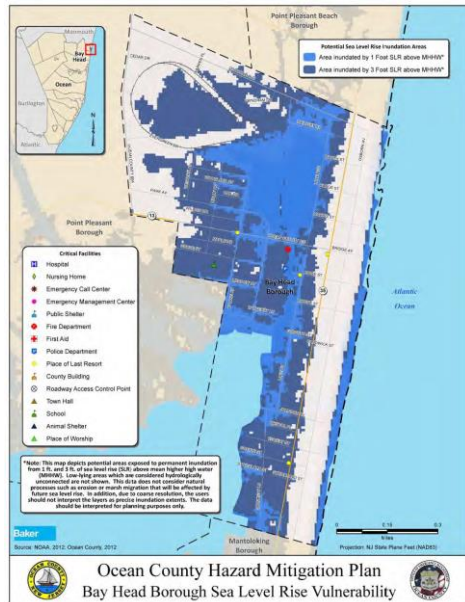 Monmouth
Bay
Head
Ocean
Burlington
Atlantic
Point Pleasant Beach
Borough
Potential Sea Level Rise Inundation Areas
Area inundated by 1 Foot SLR above MHHW*
Area inundated by 3 Foot SLR above MHHW*
Point Pleasant
Borough
13
35
Bay Head
Borough
Atlantic
Ocean
Critical Facilities
Hospital
Nursing Home
Emergency Call Center
Emergency Management Center
Public Shelter
Fire Department
First Aid
Police Department
Place of Last Resort
County Building
Roadway Access Control Point
Town Hall
School
Animal Shelter
Place of Worship
*Note: This map depicts potential areas exposed to permanent inundation
from 1 ft. and 3 ft. of sea level rise (SLR) above mean higher high water
(MHHW). Low-lying areas which are considered hydrologically
unconnected are not shown. This data does not consider natural
processes such as erosion or marsh migration that will be affected by
future sea level rise. In addition, due to coarse resolution, the users
should not interpret the layers as precise inundation extents. The data
should be interpreted for planning purposes only.
Baker
Source: NOAA, 2012; Ocean County, 2012
Mantoloking
Borough
Miles
Projection: NJ State Plane Feet (NAD83)
Ocean County Hazard Mitigation Plan
Bay Head Borough Sea Level Rise Vulnerability